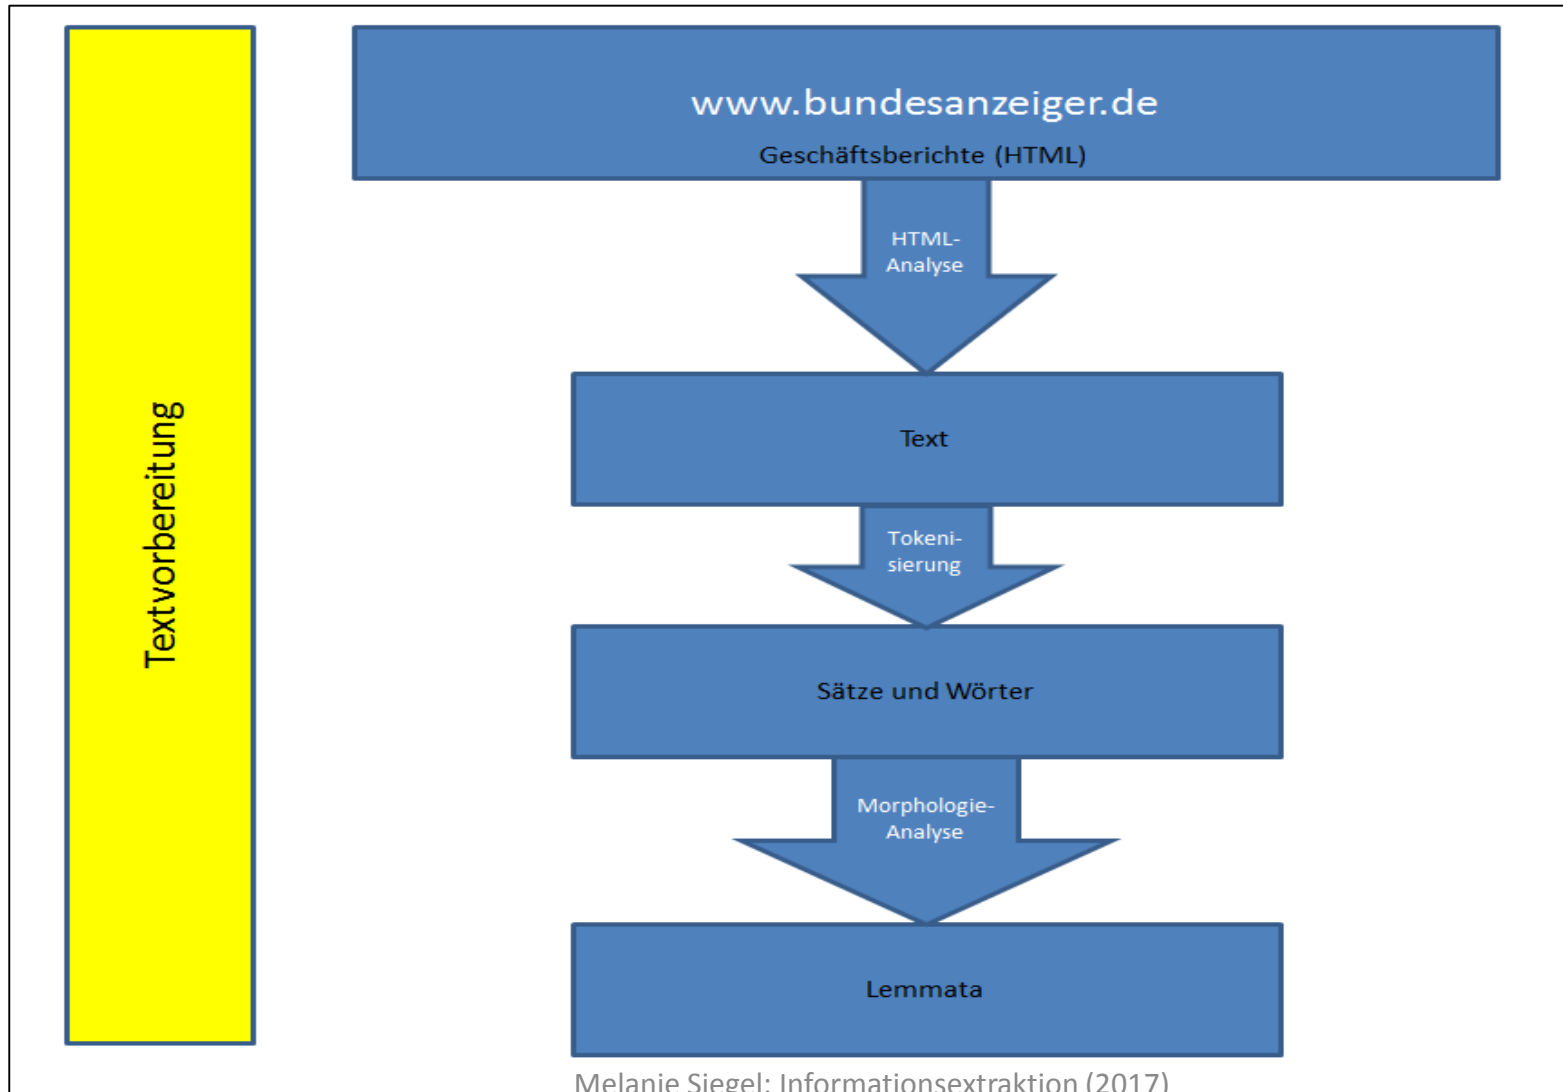 Textvorbereitung
www.bundesanzeiger.de
Geschäftsberichte (HTML)
HTML-
Analyse
Text
Tokeni-
sierung
Sätze und Wörter
Morphologie-
Analyse
Lemmata
Melanie Siegel: Informationsextraktion (2017)